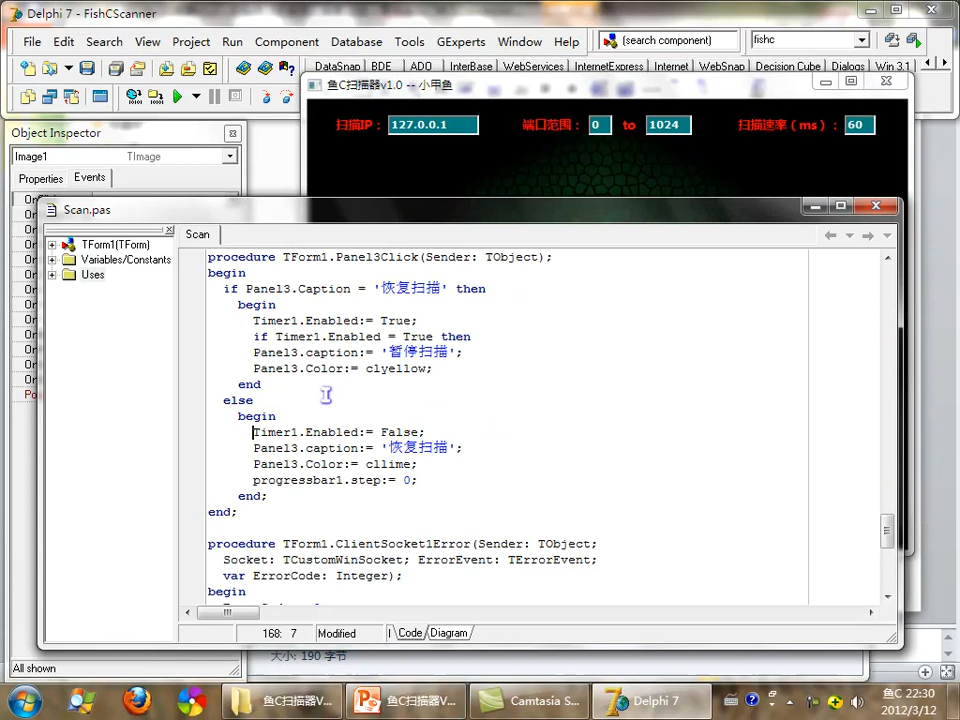 Delphi 7 - FishCScanner
File Edit Search View Project Run Component Database Tools GExperts Window Help
(search component)
fishc
DataSnap BDE ADO InterBase WebServices InternetExpress Internet WebSnap Decision Cube Dialogs Win 3.1
鱼C扫描器v1.0 -- 小甲鱼
扫描IP： 127.0.0.1 端口范围： 0 to 1024 扫描速率（ms）： 60
Object Inspector
Image1 TImage
Properties Events
Scan.pas
Scan
TForm1(TForm)
Variables/Constants
Uses
procedure TForm1.Panel3Click(Sender: TObject);
begin
if Panel3.Caption = '恢复扫描' then
begin
Timer1.Enabled:= True;
if Timer1.Enabled = True then
Panel3.caption:= '暂停扫描';
Panel3.Color:= clyellow;
end
else
begin
Timer1.Enabled:= False;
Panel3.caption:= '恢复扫描';
Panel3.Color:= cllime;
progressbar1.step:= 0;
end;
end;
procedure TForm1.ClientSocket1Error(Sender: TObject;
Socket: TCustomWinSocket; ErrorEvent: TErrorEvent;
var ErrorCode: Integer);
begin
168: 7 Modified Code Diagram
All shown
大小: 190 字节
鱼C扫描器V... 鱼C扫描器V... Camtasia S... Delphi 7
鱼C 22:30
2012/3/12